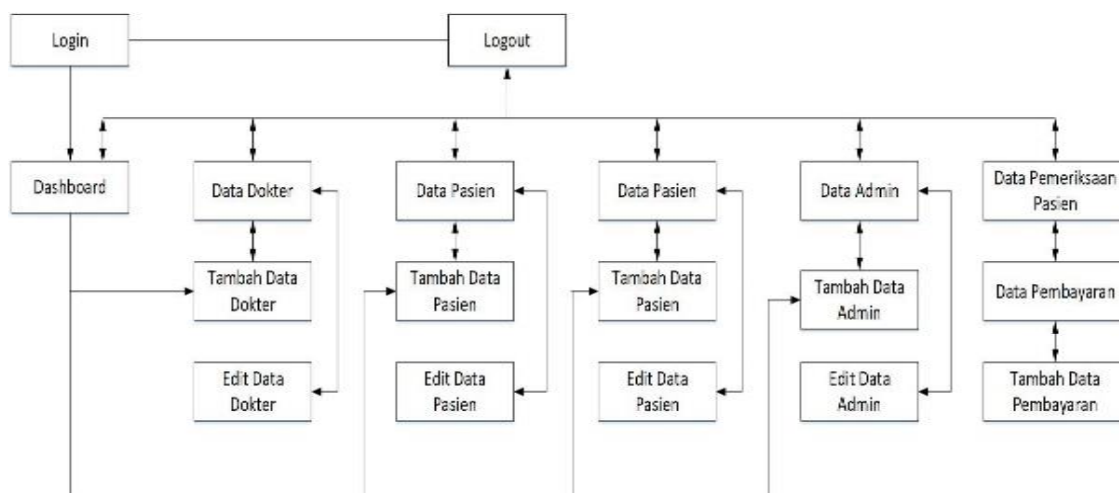 Login
Logout
Dashboard
Data Dokter
Data Pasien
Data Pasien
Data Admin
Data Pemeriksaan
Pasien
Tambah Data
Dokter
Tambah Data
Pasien
Tambah Data
Pasien
Tambah Data
Admin
Data Pembayaran
Edit Data
Dokter
Edit Data
Pasien
Edit Data
Pasien
Edit Data
Admin
Tambah Data
Pembayaran